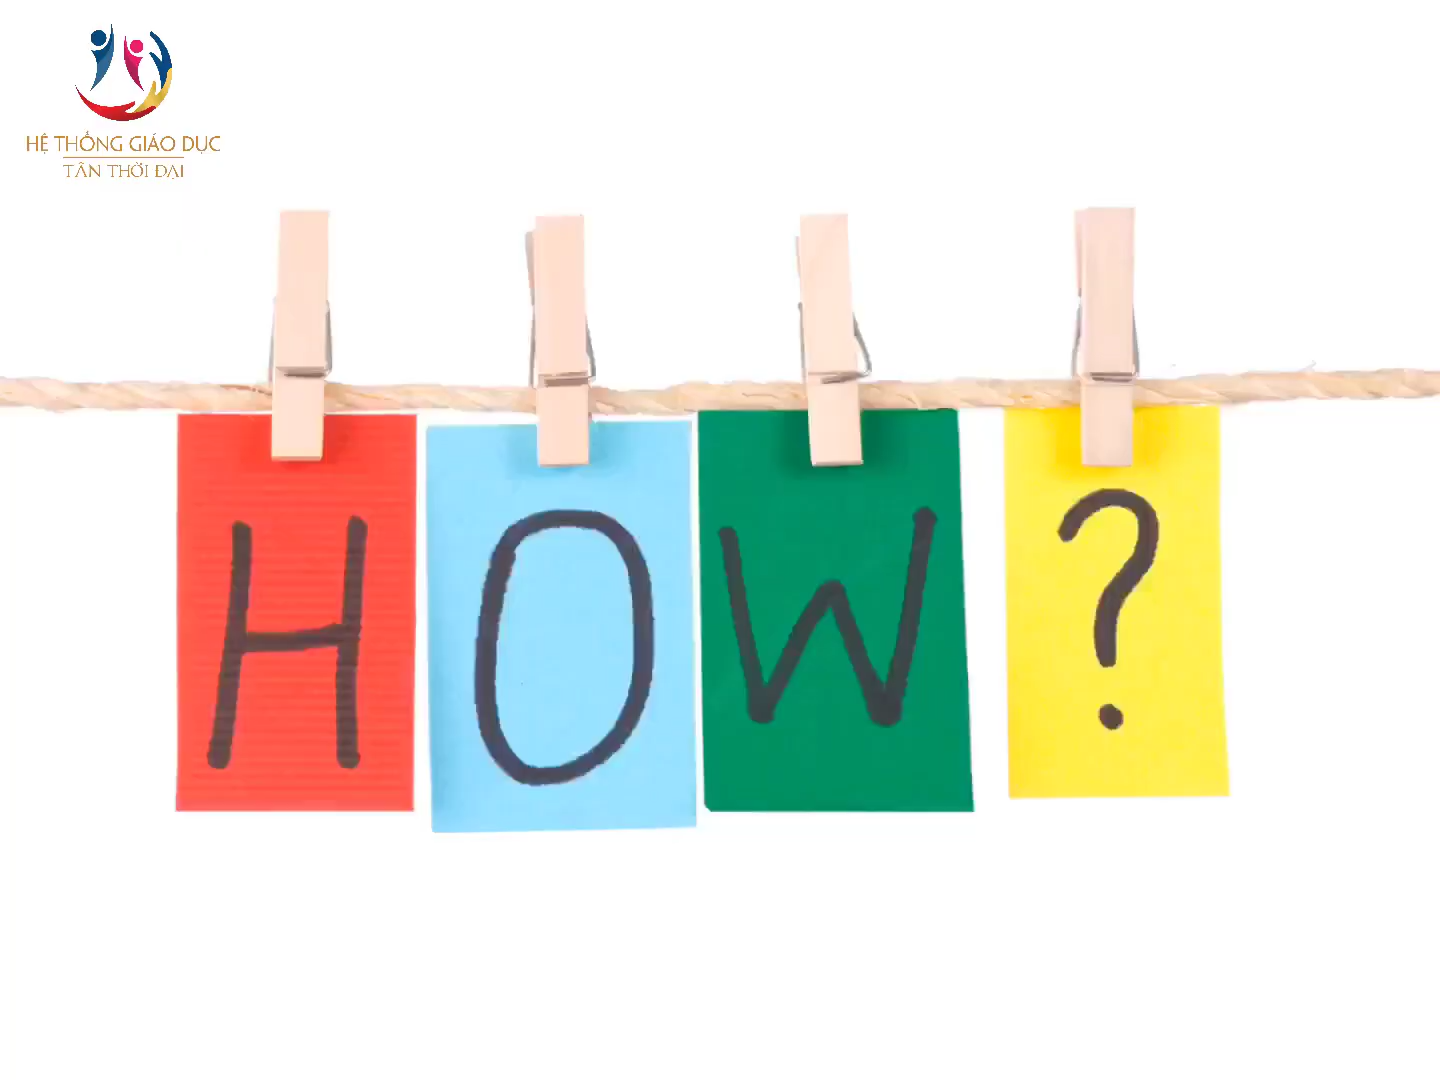 HỆ THỐNG GIÁO DỤC
TÂN THỜI ĐẠI
HOW?